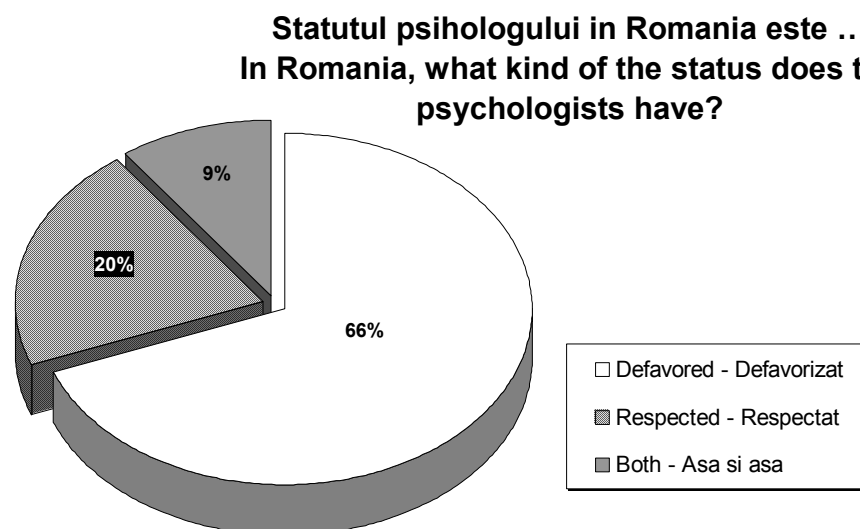 Statutul psihologului in Romania este ..
In Romania, what kind of the status does t
psychologists have?
9%
20%
66%
Defavored - Defavorizat
Respected - Respectat
Both - Asa si asa